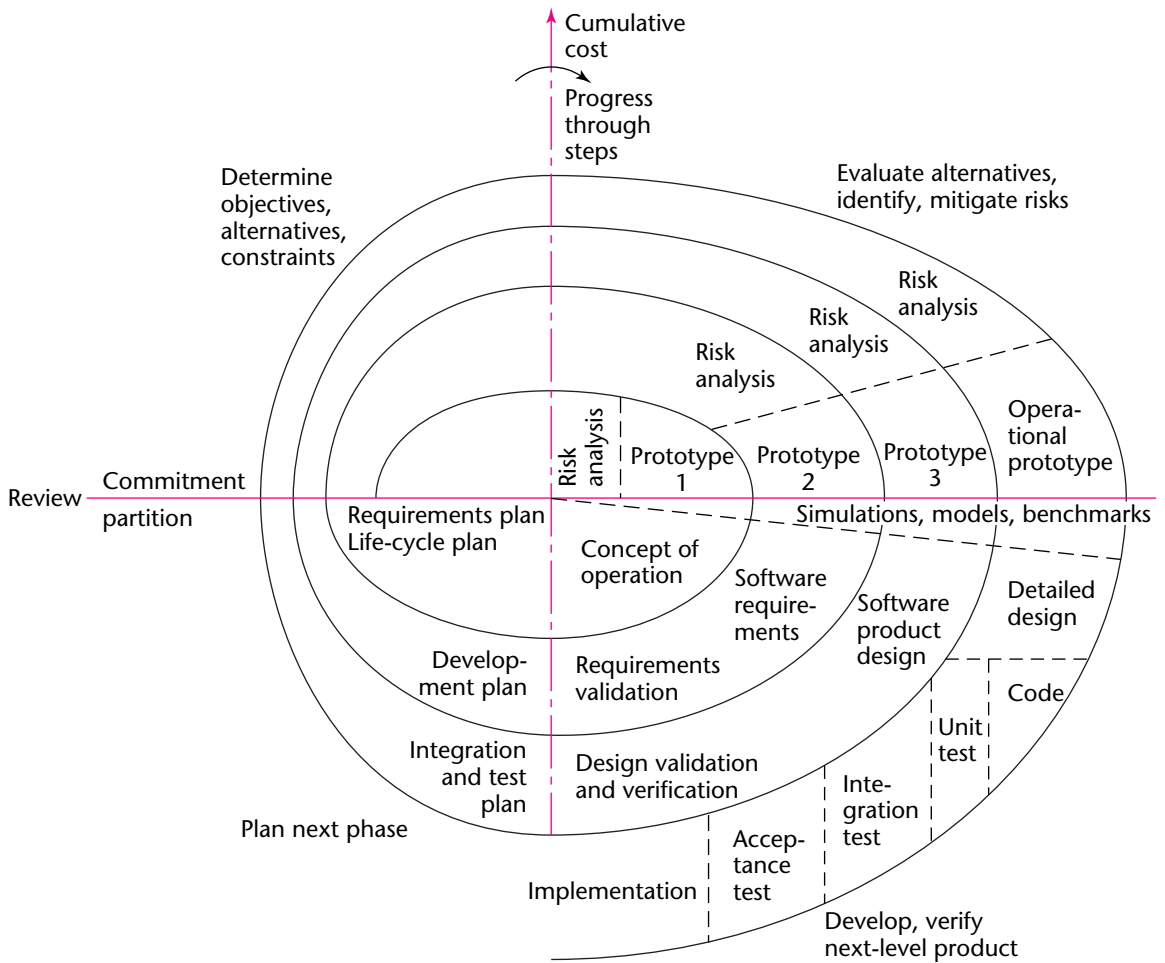 Cumulative
cost
Progress
through
steps
Determine
objectives,
alternatives,
constraints
Evaluate alternatives,
identify, mitigate risks
Risk
analysis
Risk
analysis
Risk
analysis
Risk
analysis
Prototype
1
Prototype
2
Prototype
3
Opera-
tional
prototype
Review
Commitment
partition
Requirements plan
Life-cycle plan
Simulations, models, benchmarks
Concept of
operation
Software
require-
ments
Software
product
design
Detailed
design
Develop-
ment plan
Requirements
validation
Code
Unit
test
Integration
and test
plan
Design validation
and verification
Inte-
gration
test
Plan next phase
Accep-
tance
test
Implementation
Develop, verify
next-level product